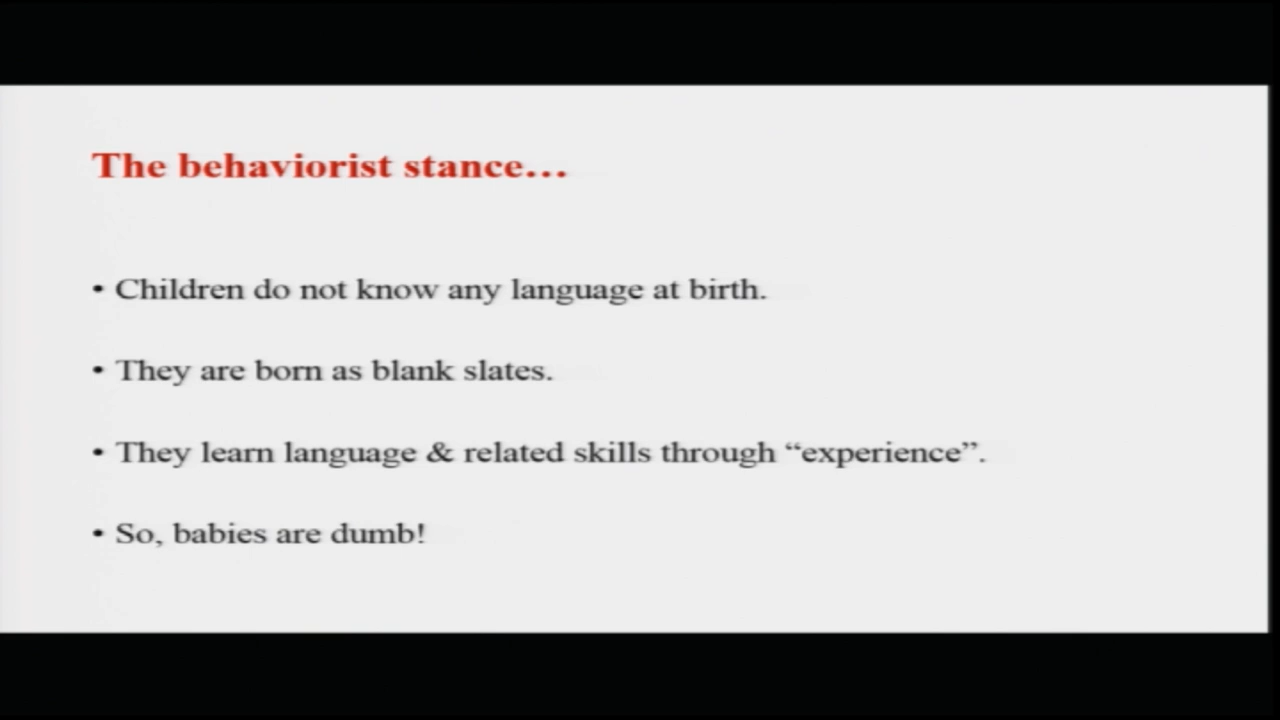 The behaviorist stance…
• Children do not know any language at birth.
• They are born as blank slates.
• They learn language & related skills through “experience”.
• So, babies are dumb!